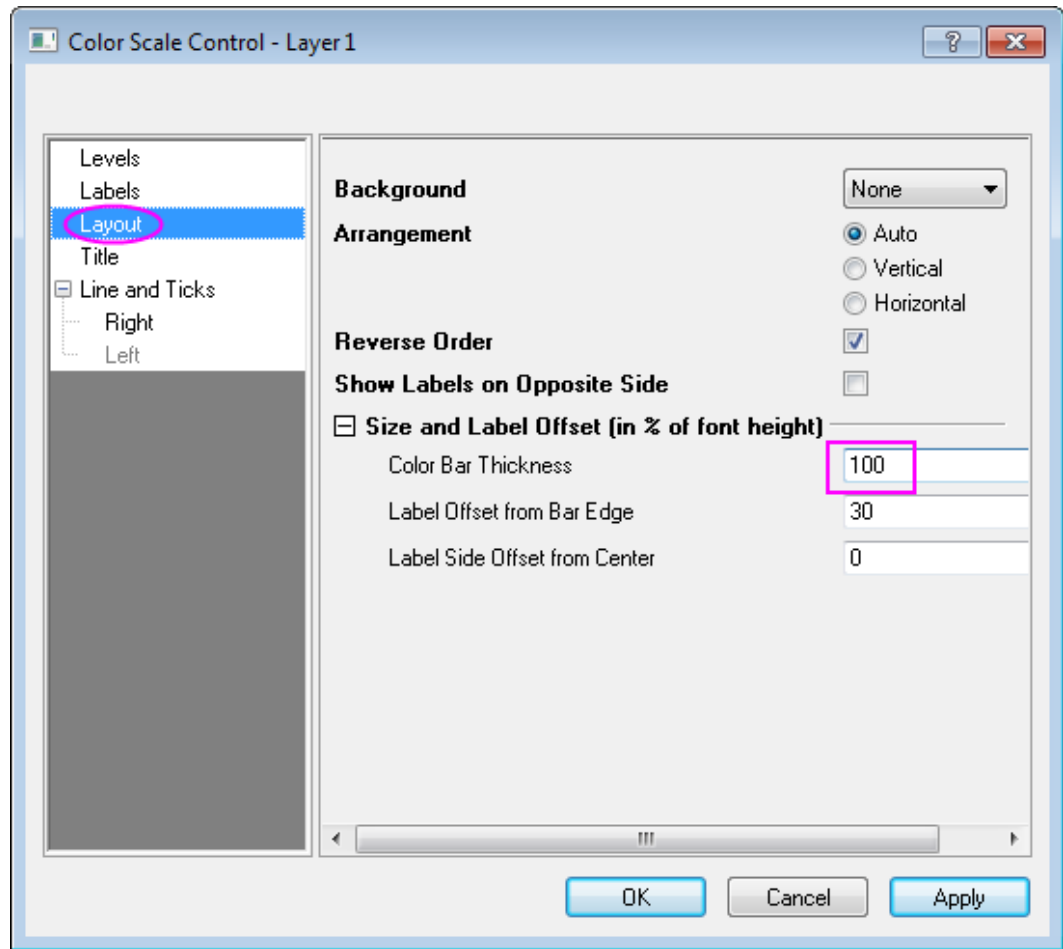 Color Scale Control - Layer 1
Levels
Labels
Layout
Title
Line and Ticks
Right
Left
Background
None
Arrangement
Auto
Vertical
Horizontal
Reverse Order
Show Labels on Opposite Side
Size and Label Offset (in % of font height)
Color Bar Thickness
100
Label Offset from Bar Edge
30
Label Side Offset from Center
0
OK
Cancel
Apply